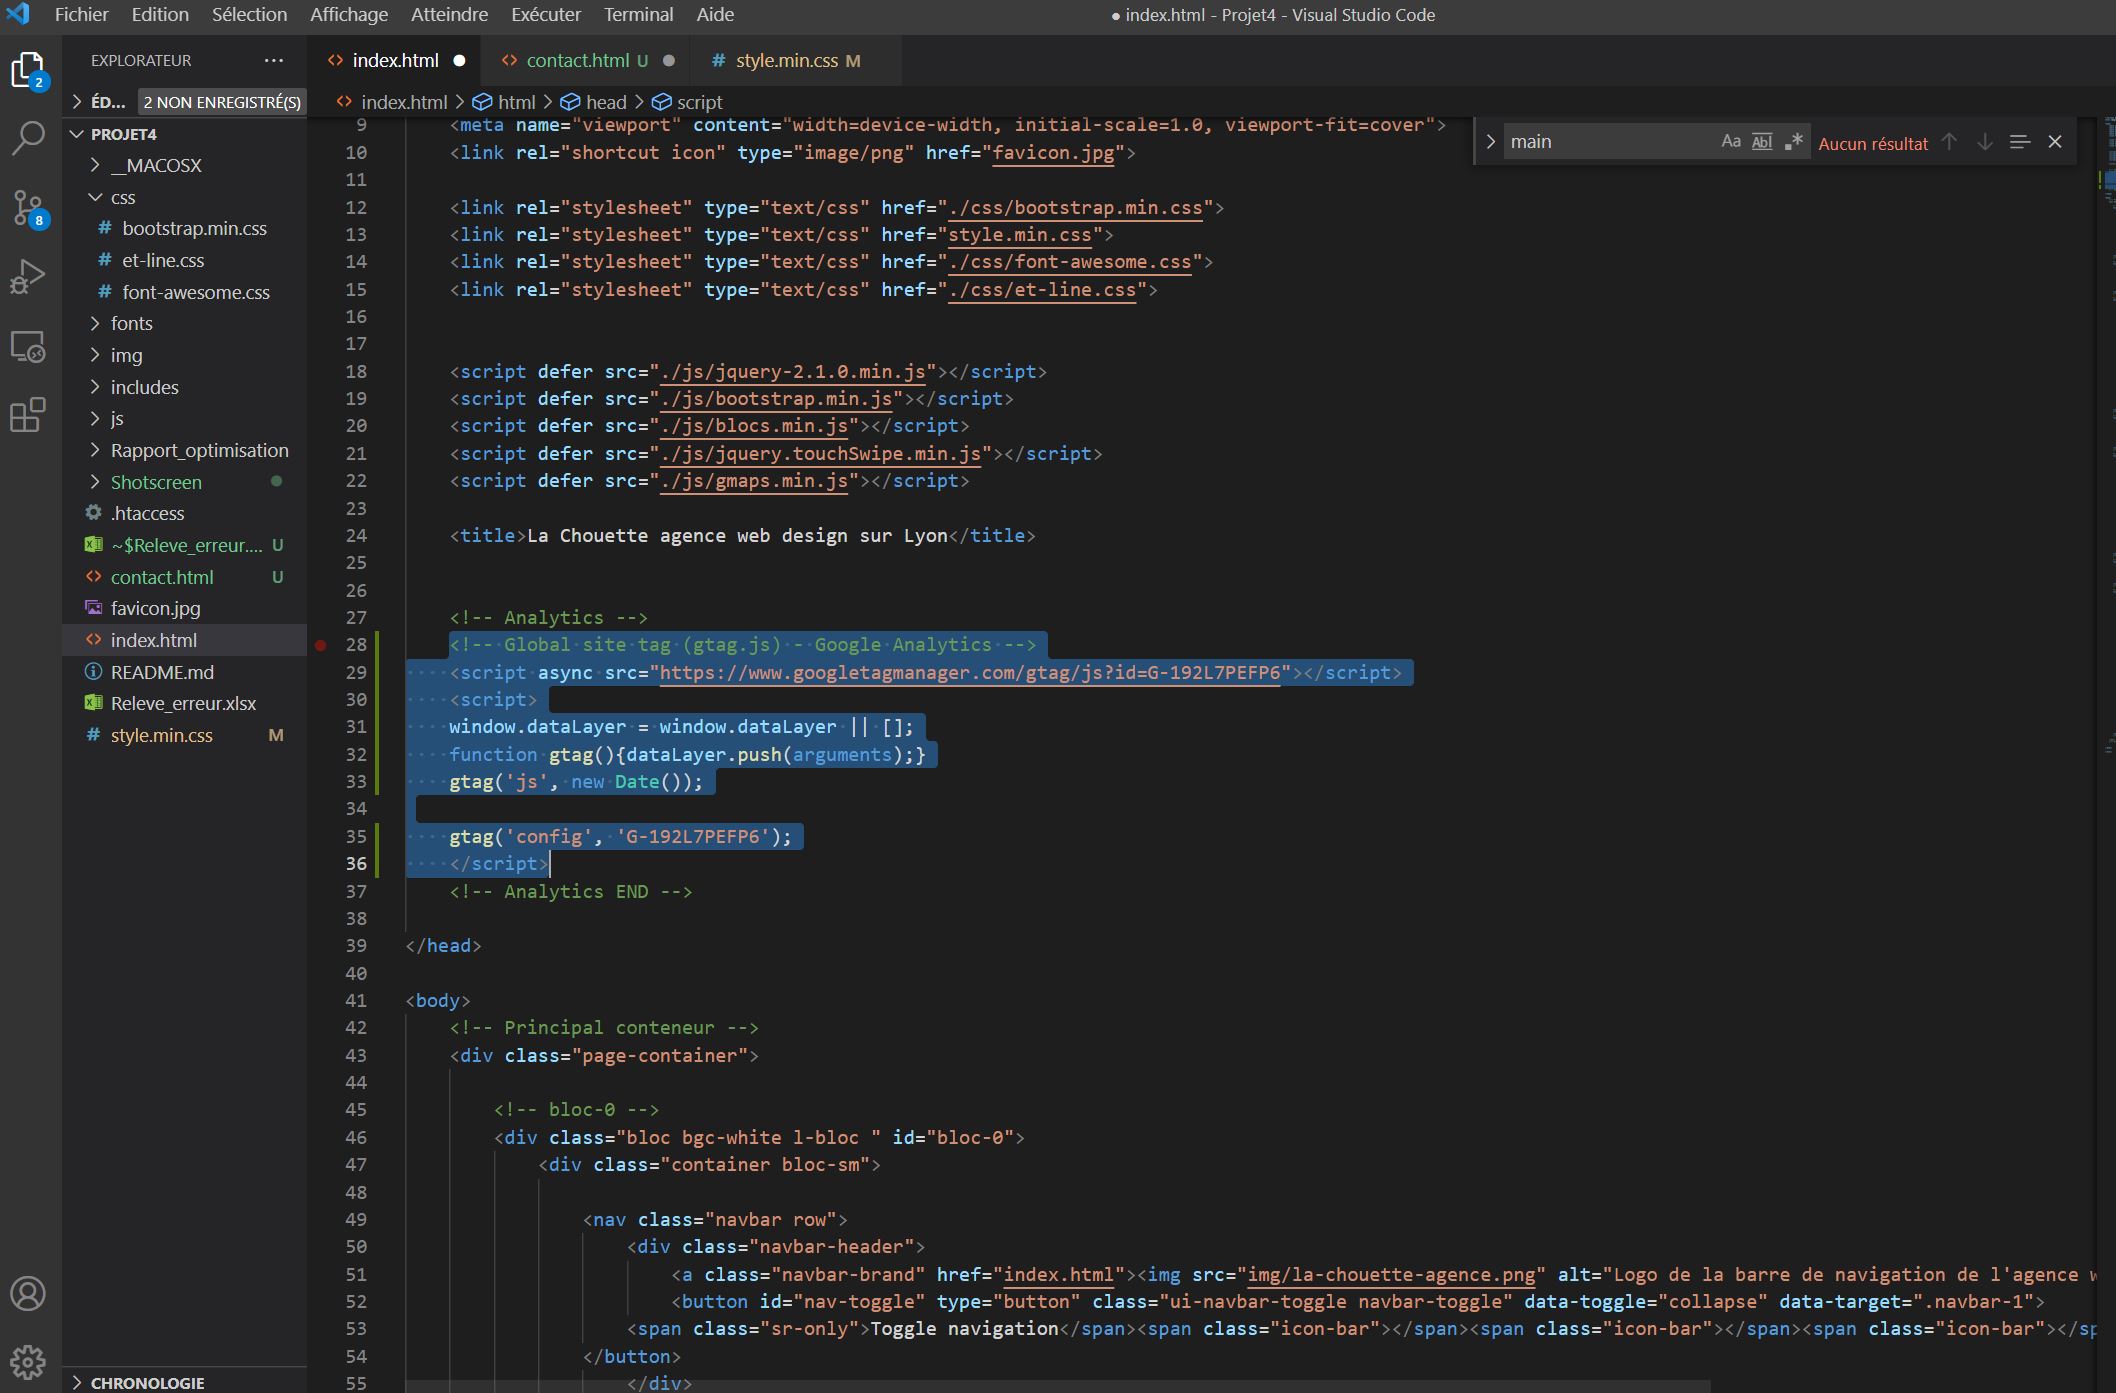 Fichier Edition Sélection Affichage Atteindre Exécuter Terminal Aide
● index.html - Projet4 - Visual Studio Code
EXPLORATEUR ···
ÉD... 2 NON ENREGISTRÉ(S)
PROJET4
__MACOSX
css
# bootstrap.min.css
# et-line.css
# font-awesome.css
fonts
img
includes
js
Rapport_optimisation
Shotscreen
.htaccess
~$Releve_erreur.... U
contact.html U
favicon.jpg
index.html
README.md
Releve_erreur.xlsx
# style.min.css M
CHRONOLOGIE
2
8
index.html ●
contact.html U ●
# style.min.css M
index.html > html > head > script
main Aa Abl .* Aucun résultat
9 <meta name="viewport" content="width=device-width, initial-scale=1.0, viewport-fit=cover">
10 <link rel="shortcut icon" type="image/png" href="favicon.jpg">
11
12 <link rel="stylesheet" type="text/css" href="./css/bootstrap.min.css">
13 <link rel="stylesheet" type="text/css" href="style.min.css">
14 <link rel="stylesheet" type="text/css" href="./css/font-awesome.css">
15 <link rel="stylesheet" type="text/css" href="./css/et-line.css">
16
17
18 <script defer src="./js/jquery-2.1.0.min.js"></script>
19 <script defer src="./js/bootstrap.min.js"></script>
20 <script defer src="./js/blocs.min.js"></script>
21 <script defer src="./js/jquery.touchSwipe.min.js"></script>
22 <script defer src="./js/gmaps.min.js"></script>
23
24 <title>La Chouette agence web design sur Lyon</title>
25
26
27 <!-- Analytics -->
28 <!-- Global site tag (gtag.js) - Google Analytics -->
29 <script async src="https://www.googletagmanager.com/gtag/js?id=G-192L7PEFP6"></script>
30 <script>
31 window.dataLayer = window.dataLayer || [];
32 function gtag(){dataLayer.push(arguments);}
33 gtag('js', new Date());
34
35 gtag('config', 'G-192L7PEFP6');
36 </script>
37 <!-- Analytics END -->
38
39 </head>
40
41 <body>
42 <!-- Principal conteneur -->
43 <div class="page-container">
44
45 <!-- bloc-0 -->
46 <div class="bloc bgc-white l-bloc " id="bloc-0">
47 <div class="container bloc-sm">
48
49 <nav class="navbar row">
50 <div class="navbar-header">
51 <a class="navbar-brand" href="index.html"><img src="img/la-chouette-agence.png" alt="Logo de la barre de navigation de l'agence w
52 <button id="nav-toggle" type="button" class="ui-navbar-toggle navbar-toggle" data-toggle="collapse" data-target=".navbar-1">
53 <span class="sr-only">Toggle navigation</span><span class="icon-bar"></span><span class="icon-bar"></span><span class="icon-bar"></sp
54 </button>
55 </div>